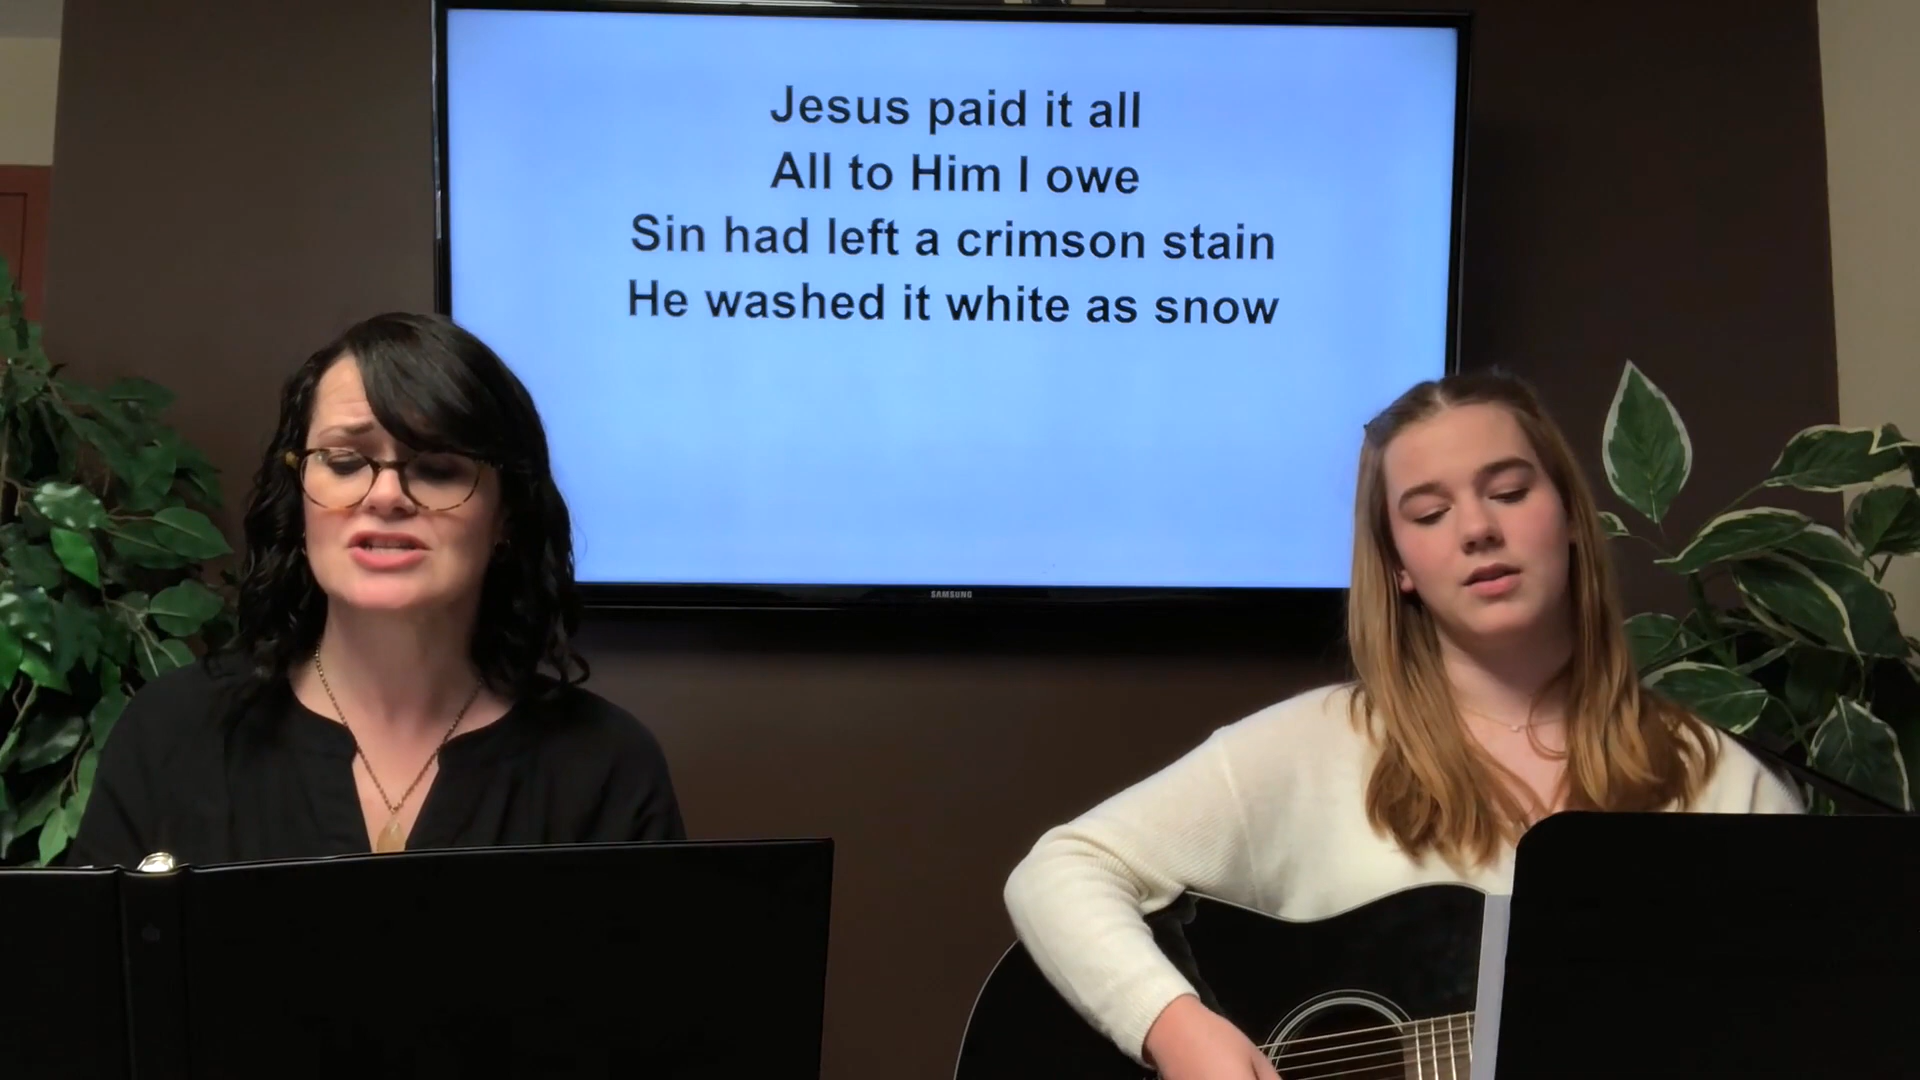 Jesus paid it all
All to Him I owe
Sin had left a crimson stain
He washed it white as snow
SAMSUNG